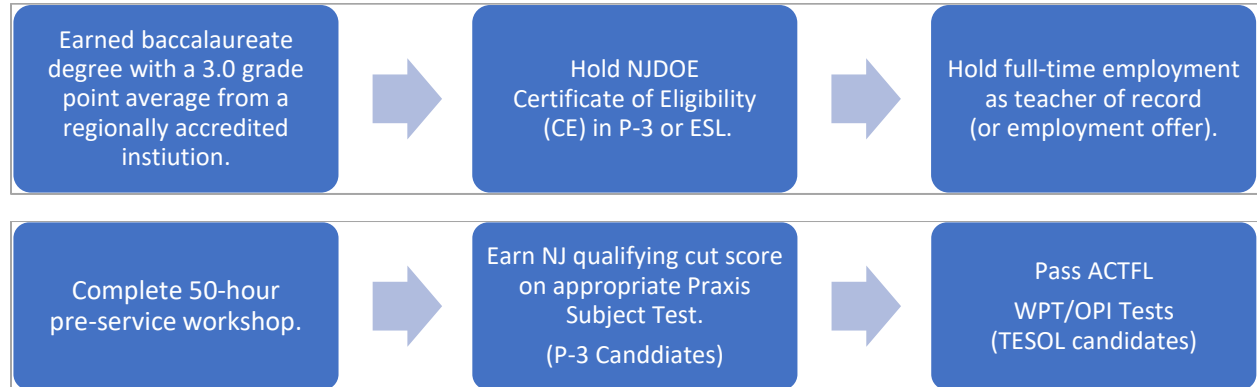 Earned baccalaureate
degree with a 3.0 grade
point average from a
regionally accredited
instiution.
Hold NJDOE
Certificate of Eligibility
(CE) in P-3 or ESL.
Hold full-time employment
as teacher of record
(or employment offer).
Complete 50-hour
pre-service workshop.
Earn NJ qualifying cut score
on appropriate Praxis
Subject Test.
(P-3 Canddiates)
Pass ACTFL
WPT/OPI Tests
(TESOL candidates)